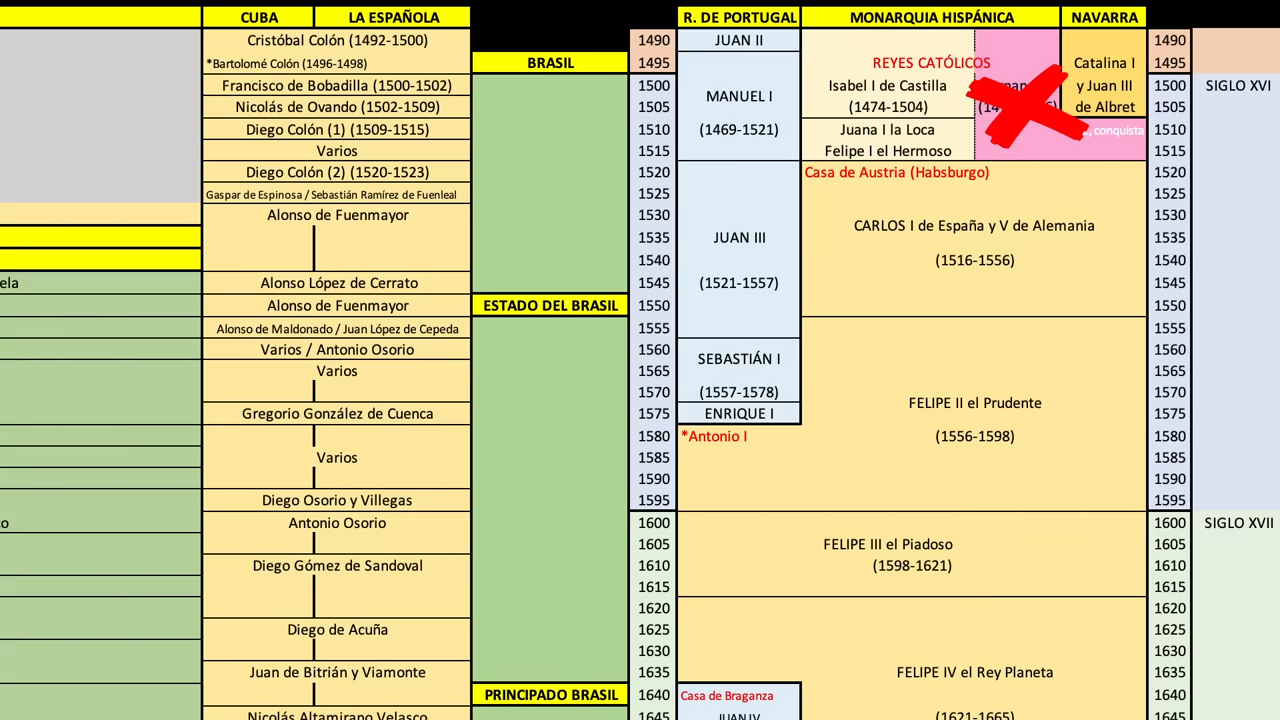 CUBA
LA ESPAÑOLA
R. DE PORTUGAL
MONARQUIA HISPÁNICA
NAVARRA
Cristóbal Colón (1492-1500)
*Bartolomé Colón (1496-1498)
Francisco de Bobadilla (1500-1502)
Nicolás de Ovando (1502-1509)
Diego Colón (1) (1509-1515)
Varios
Diego Colón (2) (1520-1523)
Gaspar de Espinosa / Sebastián Ramírez de Fuenleal
Alonso de Fuenmayor
ela
Alonso López de Cerrato
Alonso de Fuenmayor
Alonso de Maldonado / Juan López de Cepeda
Varios / Antonio Osorio
Varios
Gregorio González de Cuenca
Varios
Diego Osorio y Villegas
co
Antonio Osorio
Diego Gómez de Sandoval
Diego de Acuña
Juan de Bitrián y Viamonte
Nicolás Altamirano Velasco
BRASIL
ESTADO DEL BRASIL
PRINCIPADO BRASIL
1490
1495
1500
1505
1510
1515
1520
1525
1530
1535
1540
1545
1550
1555
1560
1565
1570
1575
1580
1585
1590
1595
1600
1605
1610
1615
1620
1625
1630
1635
1640
1645
JUAN II
MANUEL I
(1469-1521)
JUAN III
(1521-1557)
SEBASTIÁN I
(1557-1578)
ENRIQUE I
*Antonio I
Casa de Braganza
JUAN IV
REYES CATÓLICOS
Isabel I de Castilla
(1474-1504)
Juana I la Loca
Felipe I el Hermoso
Catalina I
y Juan III
de Albret
conquista
Casa de Austria (Habsburgo)
CARLOS I de España y V de Alemania
(1516-1556)
FELIPE II el Prudente
(1556-1598)
FELIPE III el Piadoso
(1598-1621)
FELIPE IV el Rey Planeta
(1621-1665)
1490
1495
1500
1505
1510
1515
1520
1525
1530
1535
1540
1545
1550
1555
1560
1565
1570
1575
1580
1585
1590
1595
1600
1605
1610
1615
1620
1625
1630
1635
1640
1645
SIGLO XVI
SIGLO XVII